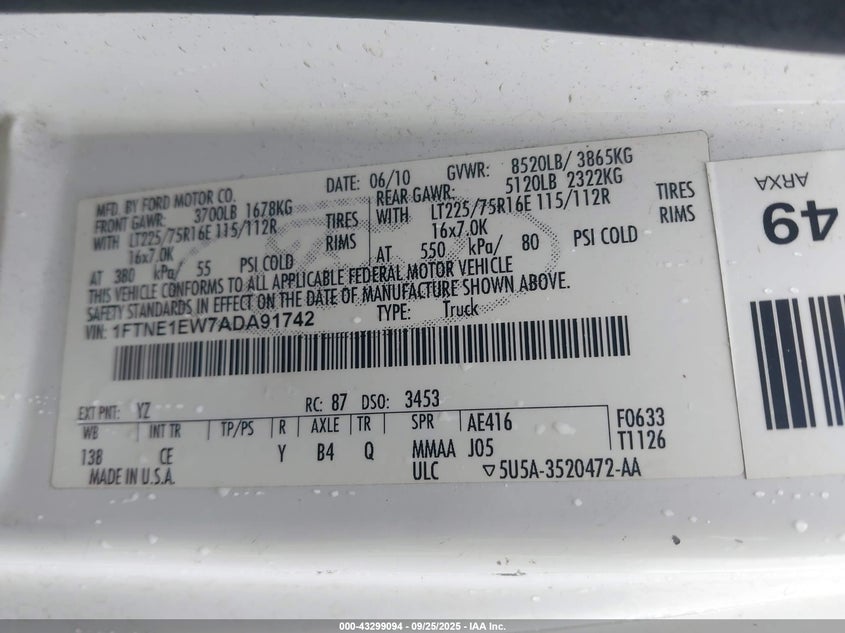 MFD. BY FORD MOTOR CO. DATE: 06/10 GVWR: 8520LB/ 3865KG
FRONT GAWR: 3700LB 1678KG REAR GAWR: 5120LB 2322KG
WITH LT225/75R16E 115/112R TIRES WITH LT225/75R16E 115/112R TIRES
16x7.0K RIMS 16x7.0K RIMS
AT 380 kPa/ 55 PSI COLD AT 550 kPa/ 80 PSI COLD
THIS VEHICLE CONFORMS TO ALL APPLICABLE FEDERAL MOTOR VEHICLE
SAFETY STANDARDS IN EFFECT ON THE DATE OF MANUFACTURE SHOWN ABOVE.
VIN: 1FTNE1EW7ADA91742 TYPE: Truck
EXT PNT: YZ RC: 87 DSO: 3453
WB INT TR TP/PS R AXLE TR SPR AE416 F0633
138 CE Y B4 Q MMAA J05 T1126
MADE IN U.S.A. ULC ▽5U5A-3520472-AA
ARXA
49
000-43299094 - 09/25/2025 - IAA Inc.